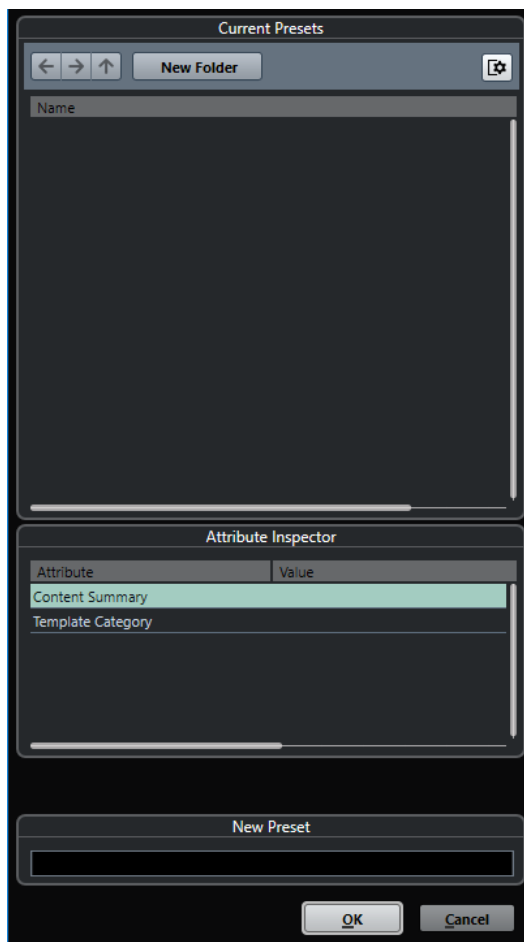 Current Presets
New Folder
Name
Attribute Inspector
Attribute Value
Content Summary
Template Category
New Preset
OK Cancel